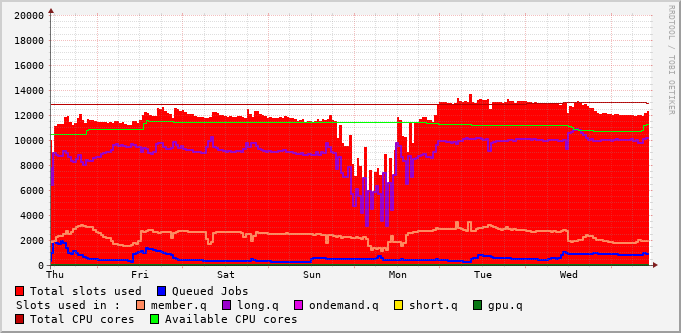 20000
18000
16000
14000
12000
10000
8000
6000
4000
2000
0
Thu Fri Sat Sun Mon Tue Wed
RRDTOOL / TOBI OETIKER
Total slots used Queued Jobs
Slots used in : member.q long.q ondemand.q short.q gpu.q
Total CPU cores Available CPU cores